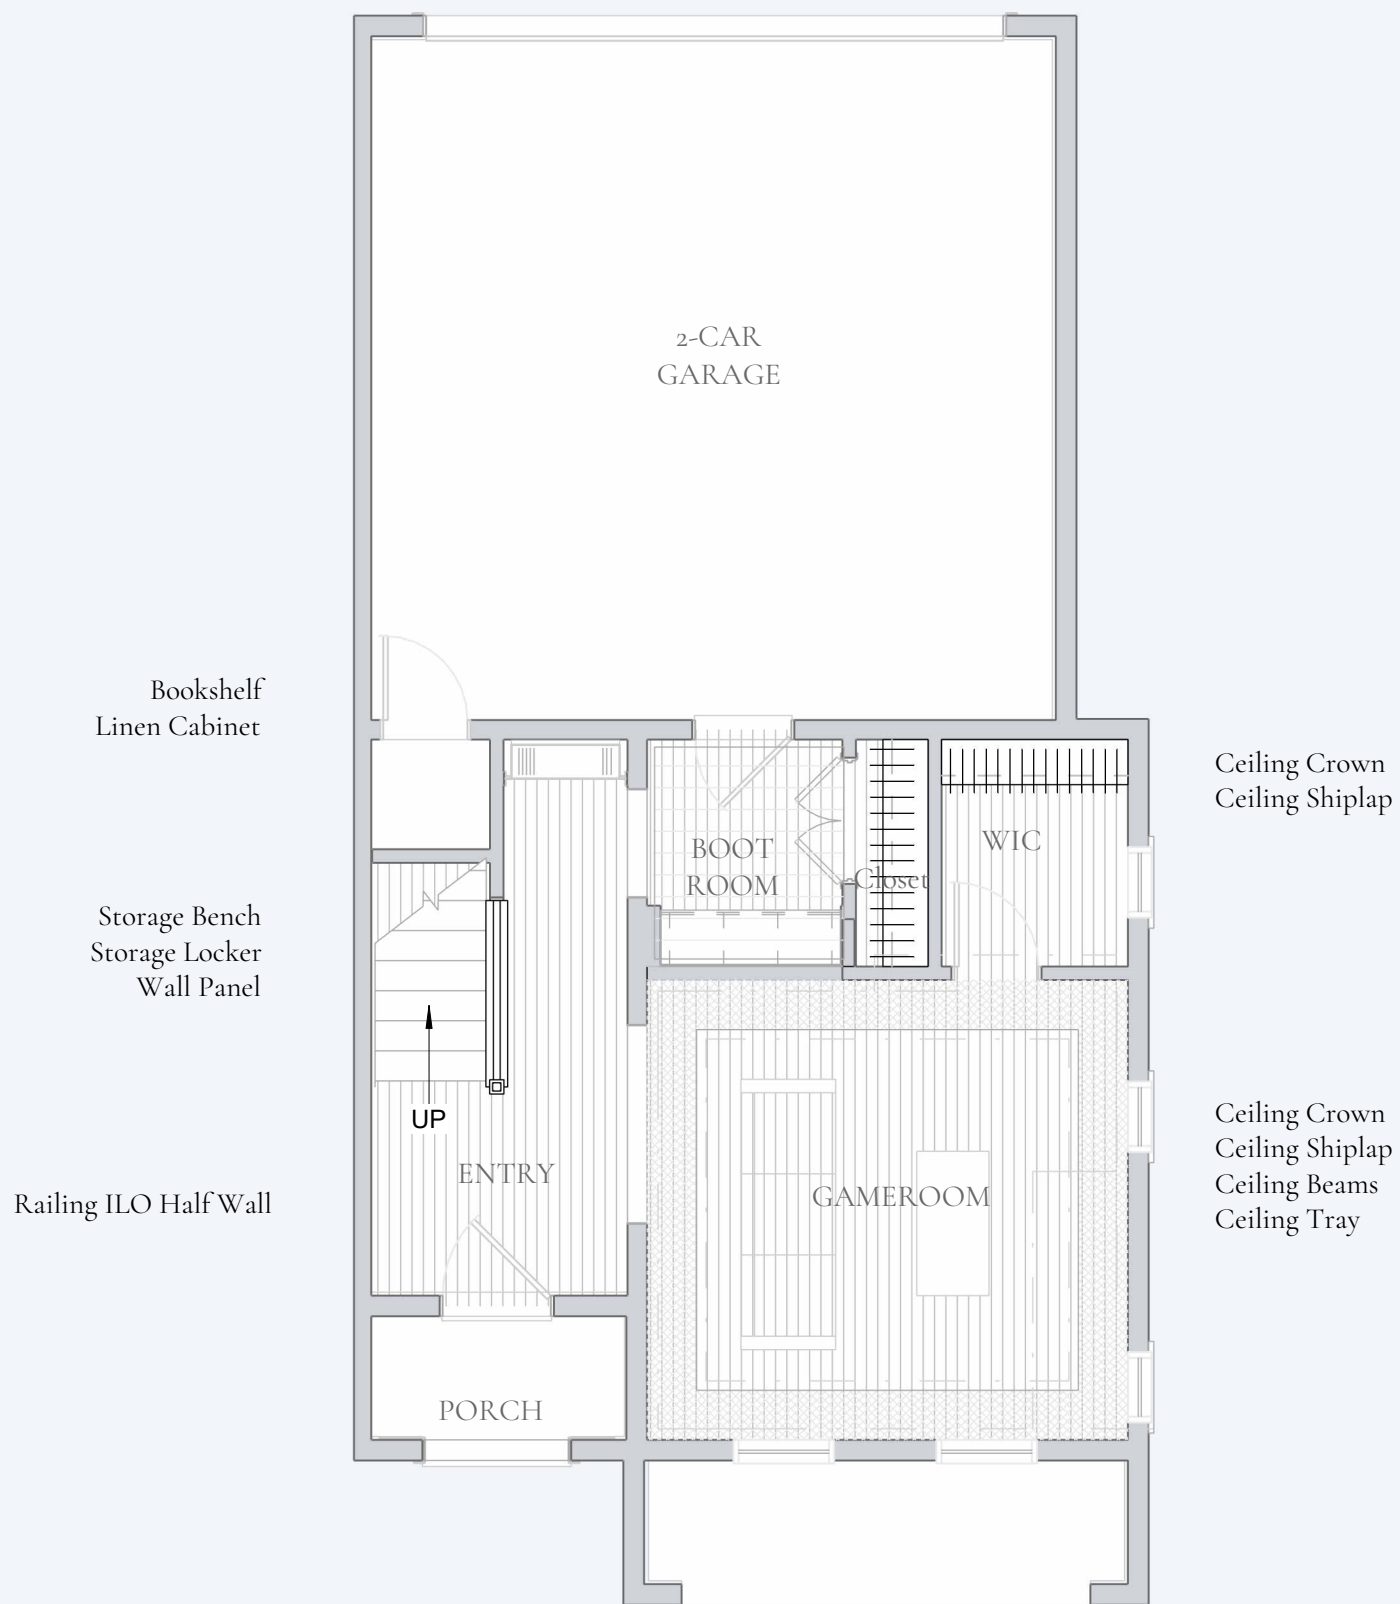 2-CAR
GARAGE
Bookshelf
Linen Cabinet
Ceiling Crown
Ceiling Shiplap
WIC
BOOT
ROOM
Closet
Storage Bench
Storage Locker
Wall Panel
UP
ENTRY
Railing ILO Half Wall
GAMEROOM
Ceiling Crown
Ceiling Shiplap
Ceiling Beams
Ceiling Tray
PORCH